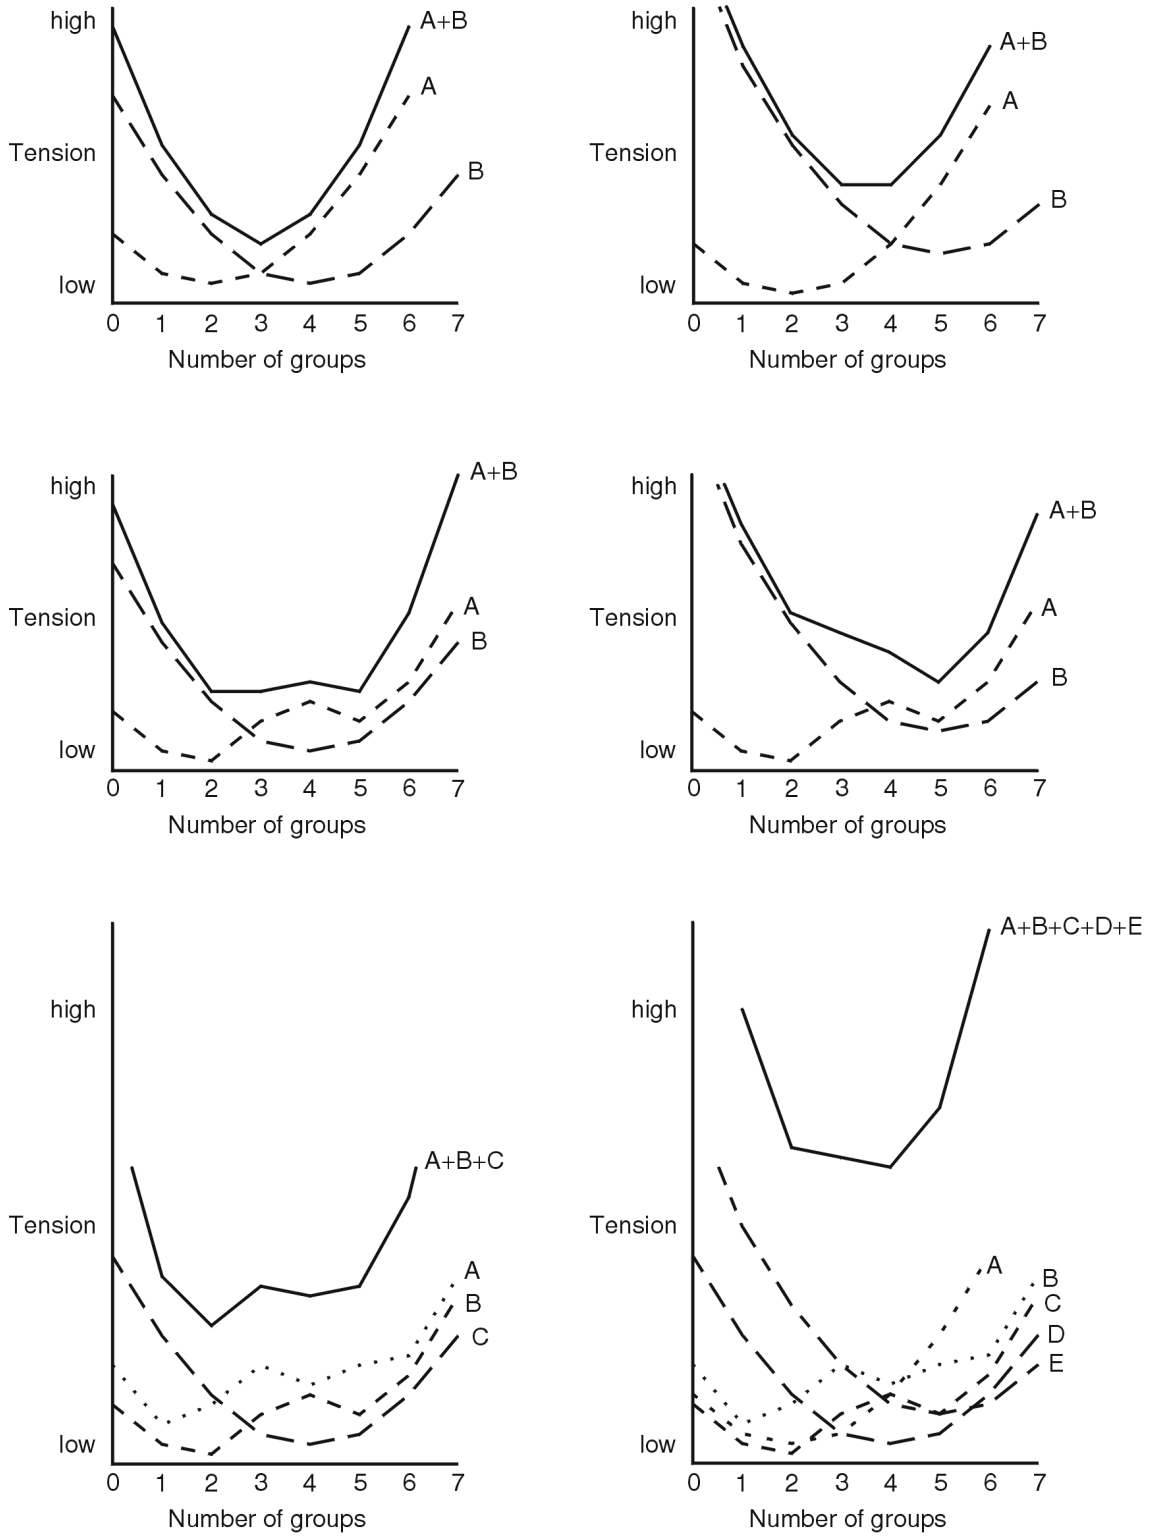 high
A+B
A
Tension
B
low
0 1 2 3 4 5 6 7
Number of groups
high
A+B
A
Tension
B
low
0 1 2 3 4 5 6 7
Number of groups
A+B
high
A
Tension
B
low
0 1 2 3 4 5 6 7
Number of groups
high
A+B
A
Tension
B
low
0 1 2 3 4 5 6 7
Number of groups
high
A+B+C
Tension
A
B
C
low
0 1 2 3 4 5 6 7
Number of groups
A+B+C+D+E
high
Tension
A
B
C
D
E
low
0 1 2 3 4 5 6 7
Number of groups